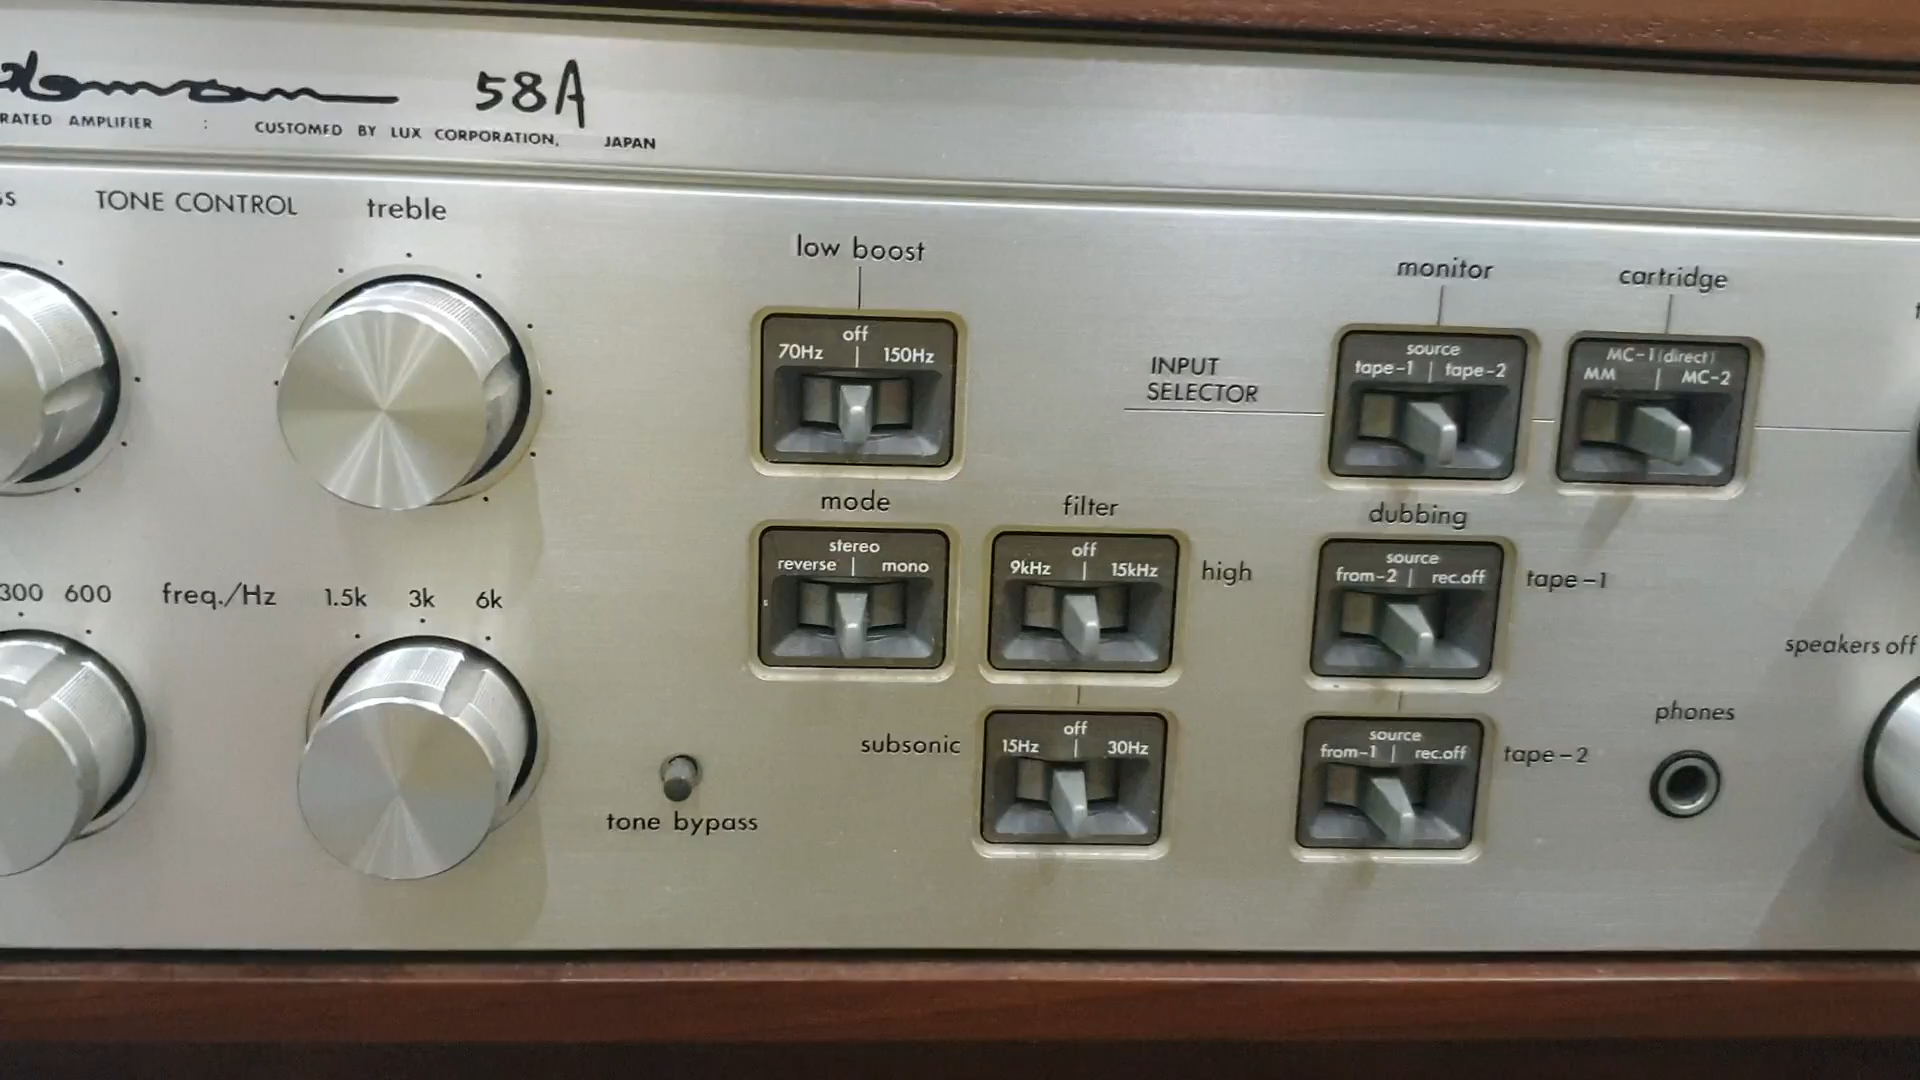 58A
AMPLIFIER : CUSTOMED BY LUX CORPORATION, JAPAN
TONE CONTROL treble
low boost
off
70Hz | 150Hz
monitor
source
tape-1 | tape-2
cartridge
MC-1(direct)
MM | MC-2
INPUT
SELECTOR
mode
stereo
reverse | mono
filter
off
9kHz | 15kHz
high
dubbing
source
from-2 | rec.off
tape-1
300 600 freq./Hz 1.5k 3k 6k
speakers off
subsonic
off
15Hz | 30Hz
source
from-1 | rec.off
tape-2
phones
tone bypass